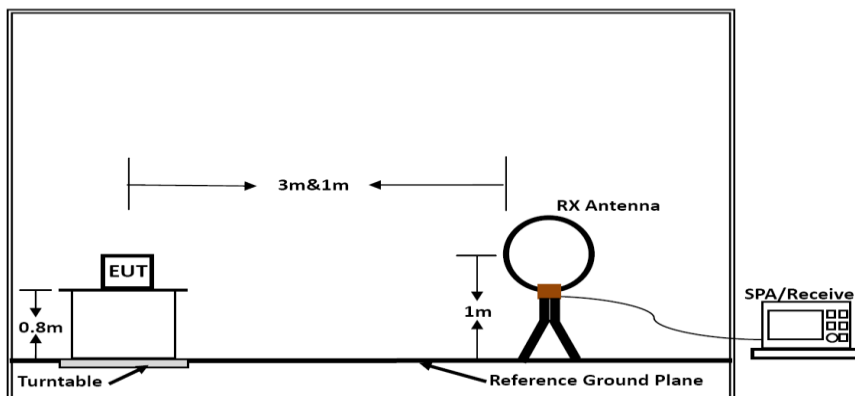 3m&1m
RX Antenna
EUT
SPA/Receive
0.8m
1m
Turntable
Reference Ground Plane